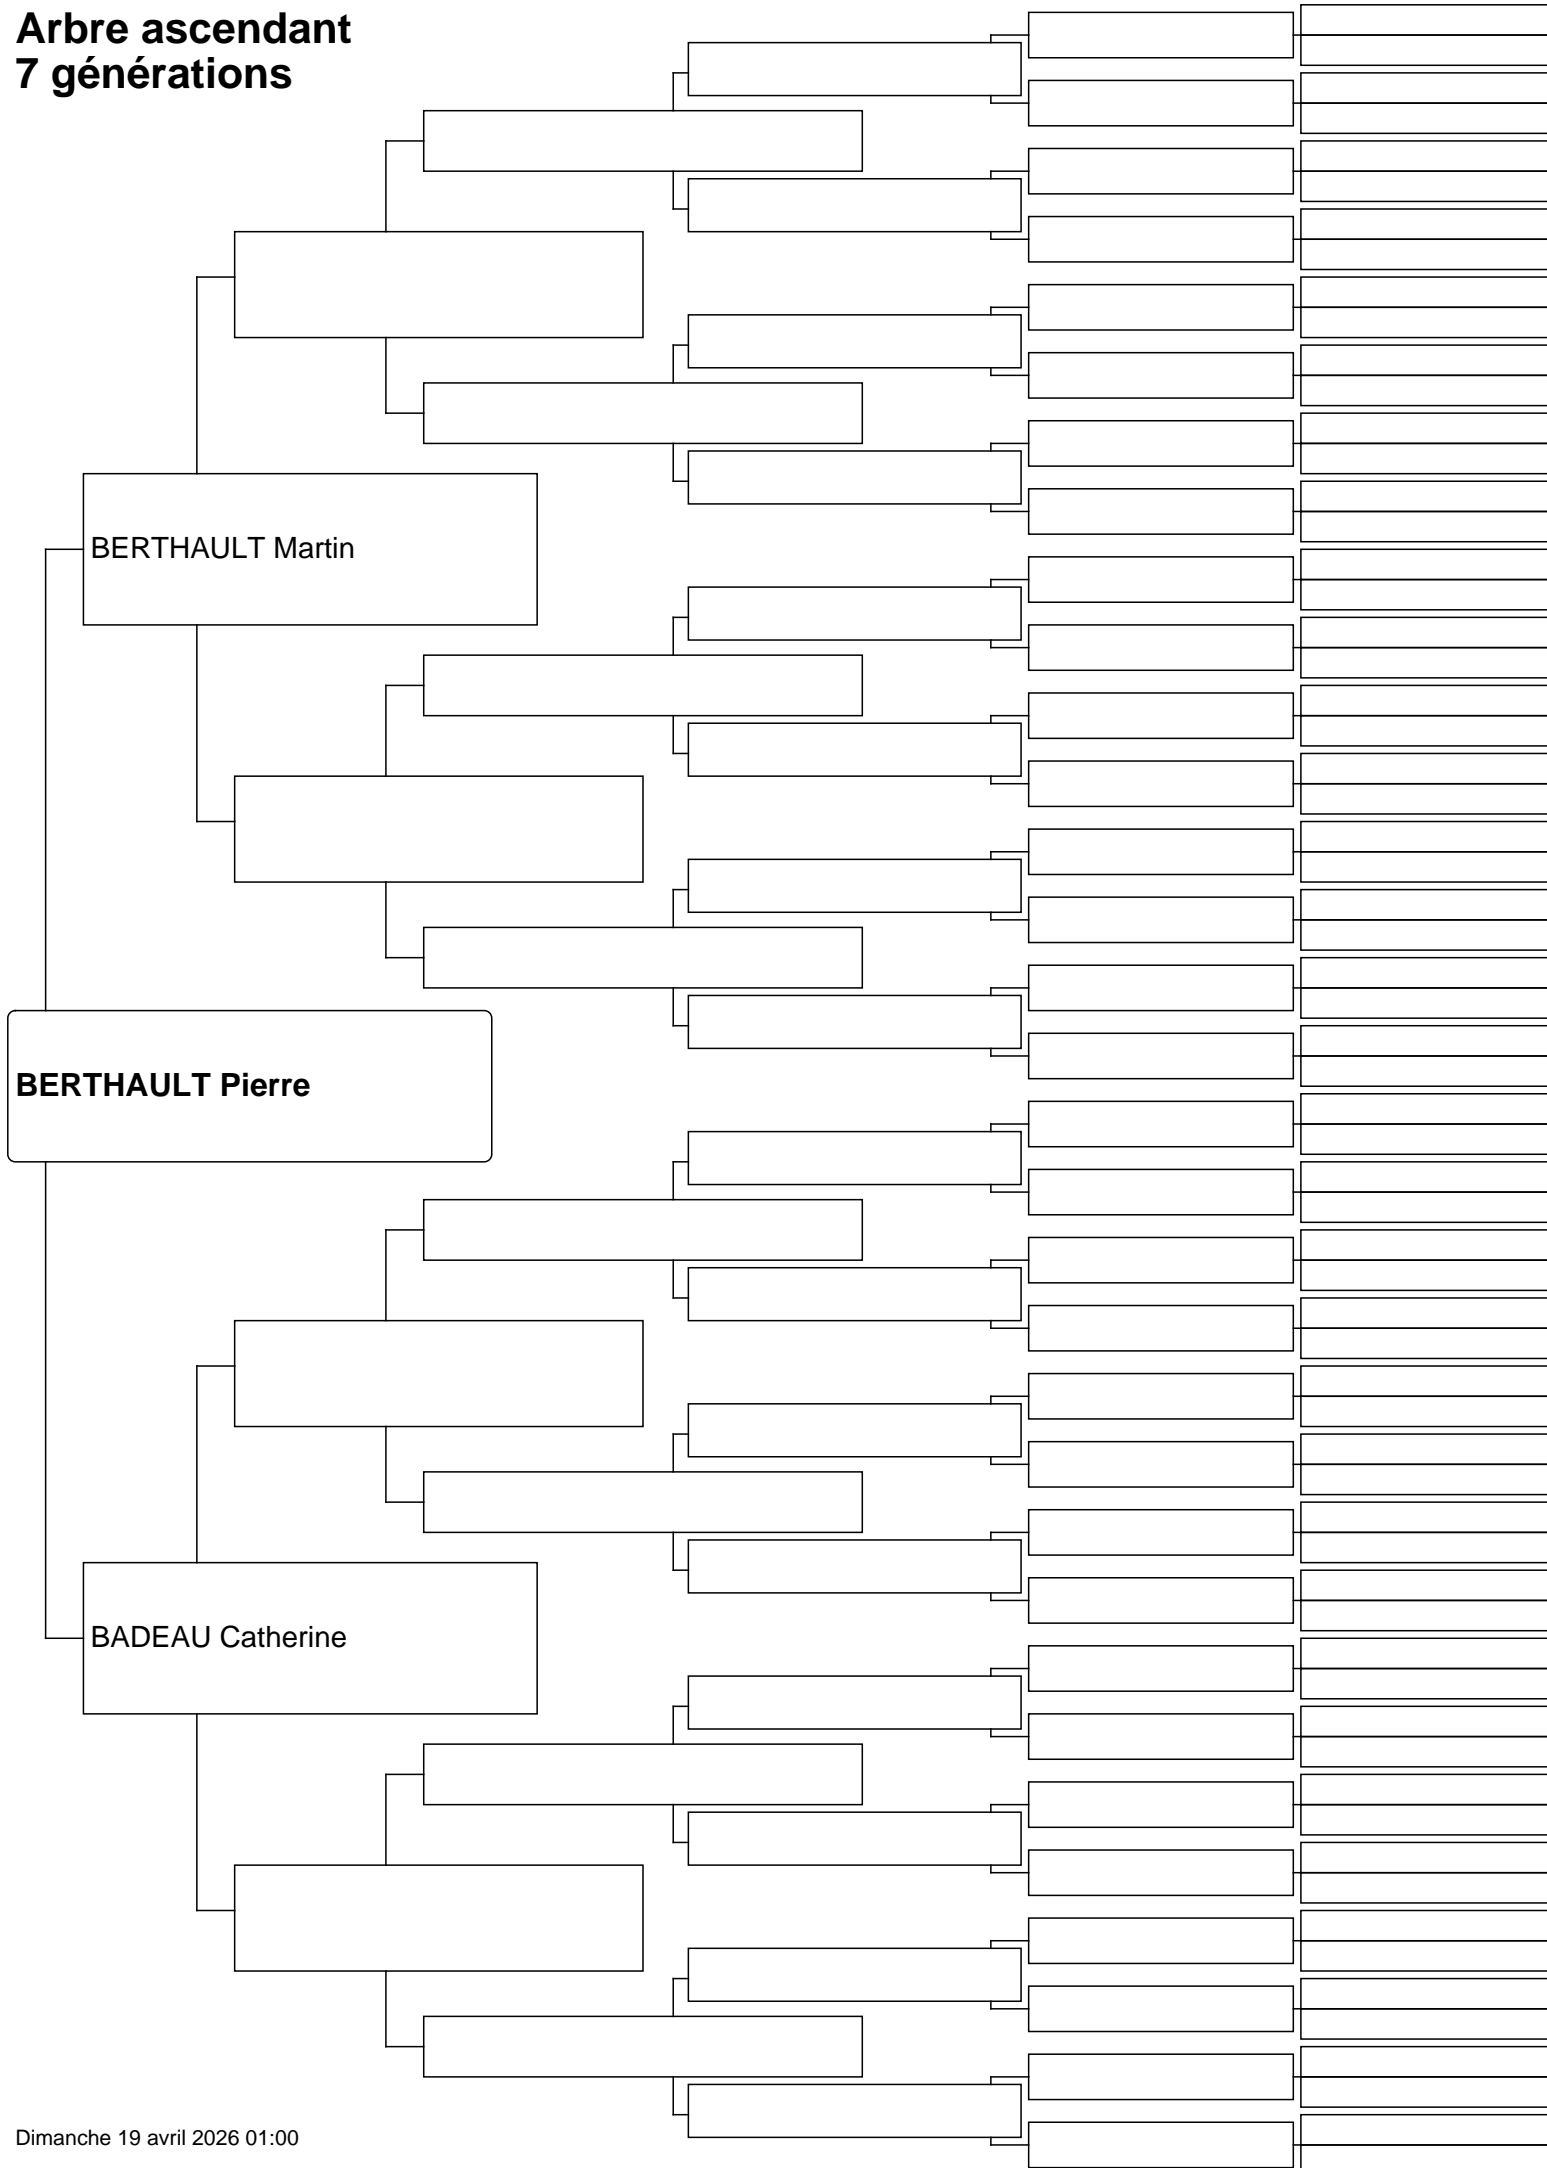 Arbre ascendant
7 générations
BERTHAULT Martin
BERTHAULT Pierre
BADEAU Catherine
Dimanche 19 avril 2026 01:00